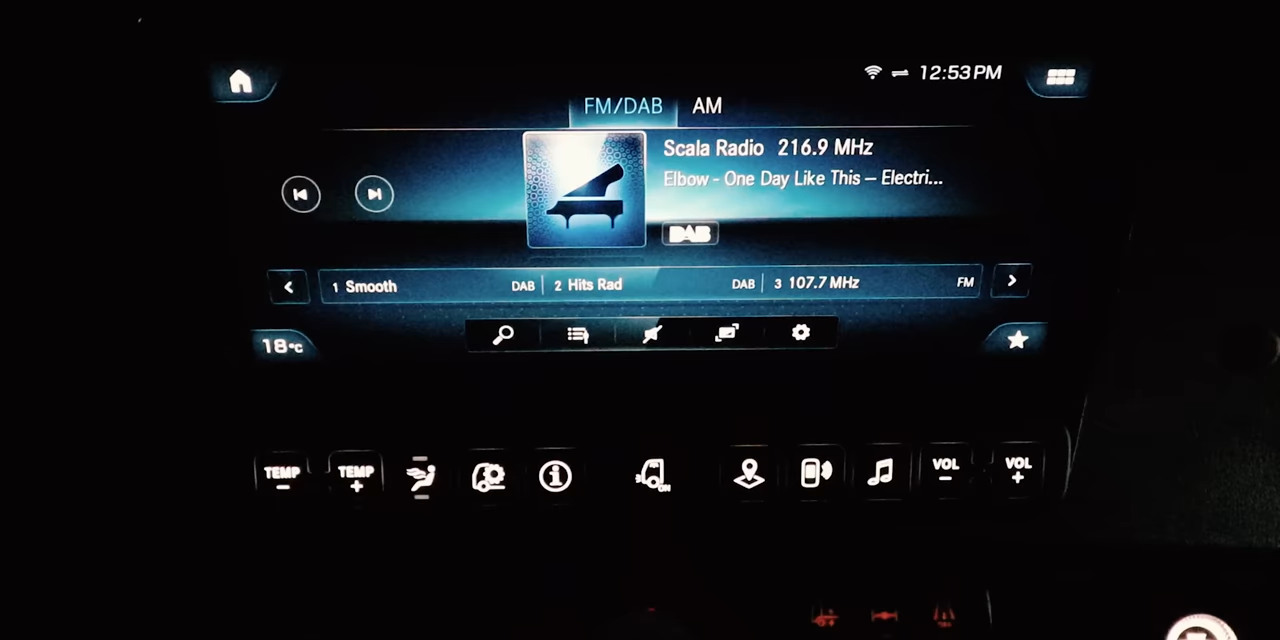 12:53 PM
FM/DAB AM
Scala Radio 216.9 MHz
Elbow - One Day Like This – Electri...
DAB
1 Smooth DAB 2 Hits Rad DAB 3 107.7 MHz FM
18°C
TEMP − TEMP + VOL − VOL +
ON